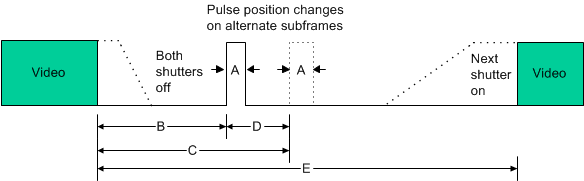 Pulse position changes
on alternate subframes
Video
Both
shutters
off
A
A
Next
shutter
on
Video
B
D
C
E